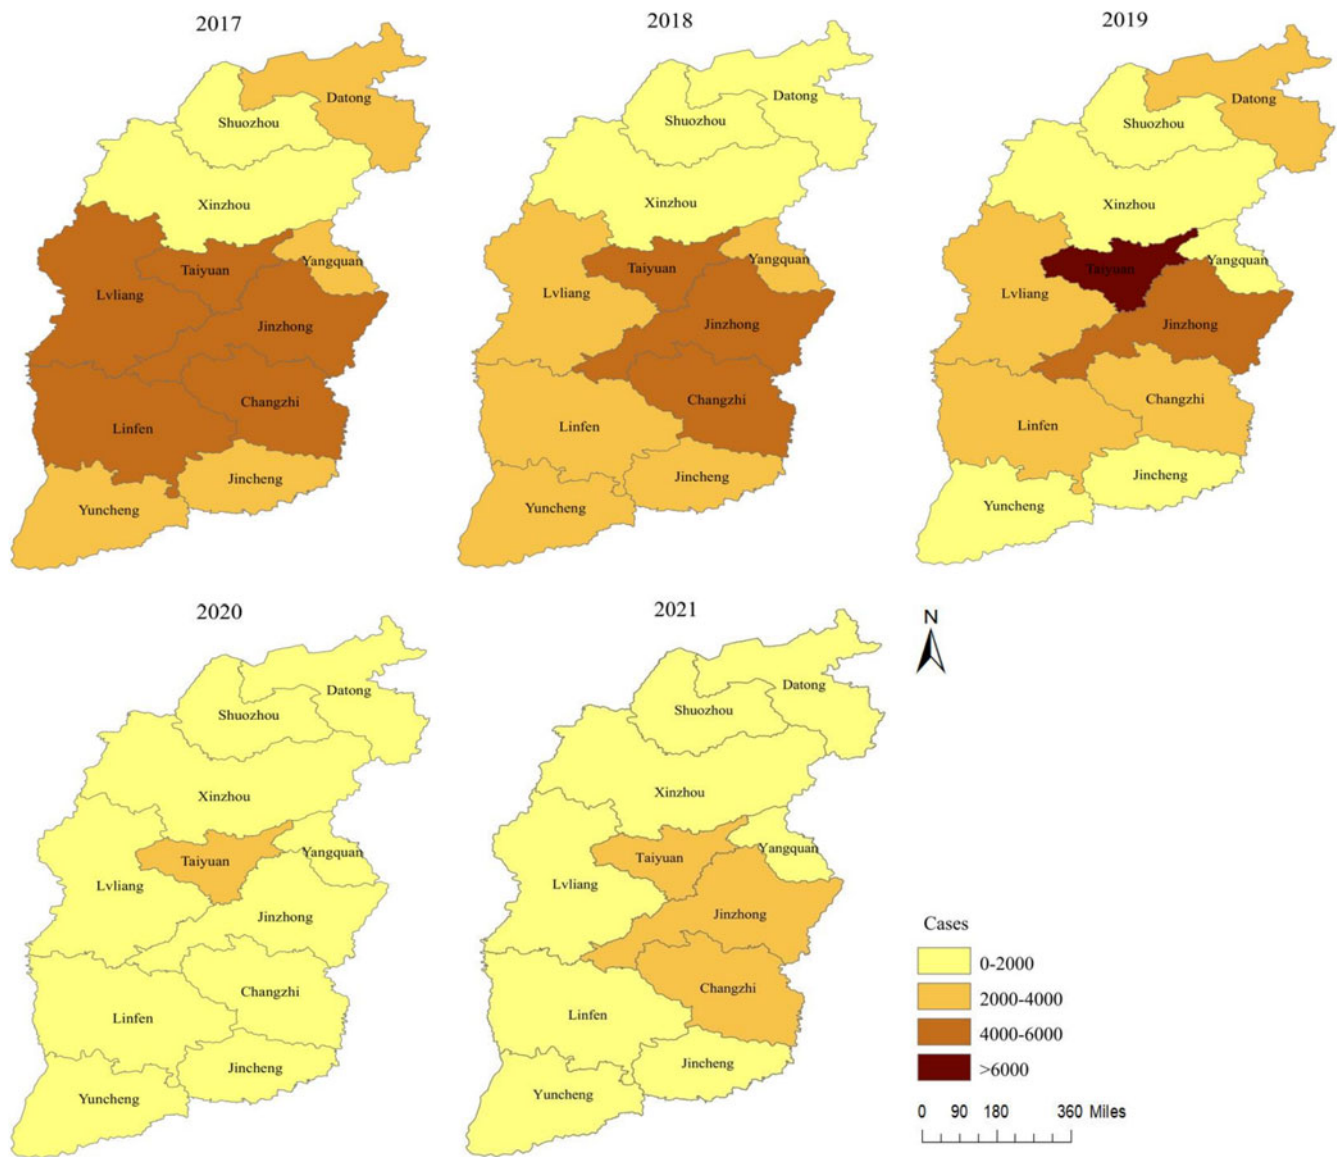 2017
Datong
Shuozhou
Xinzhou
Yangquan
Taiyuan
Lvliang
Jinzhong
Changzhi
Linfen
Jincheng
Yuncheng
2018
Datong
Shuozhou
Xinzhou
Yangquan
Taiyuan
Lvliang
Jinzhong
Changzhi
Linfen
Jincheng
Yuncheng
2019
Datong
Shuozhou
Xinzhou
Yangquan
Taiyuan
Lvliang
Jinzhong
Changzhi
Linfen
Jincheng
Yuncheng
2020
Datong
Shuozhou
Xinzhou
Yangquan
Taiyuan
Lvliang
Jinzhong
Changzhi
Linfen
Jincheng
Yuncheng
2021
Datong
Shuozhou
Xinzhou
Yangquan
Taiyuan
Lvliang
Jinzhong
Changzhi
Linfen
Jincheng
Yuncheng
N
Cases
0-2000
2000-4000
4000-6000
>6000
0 90 180 360 Miles